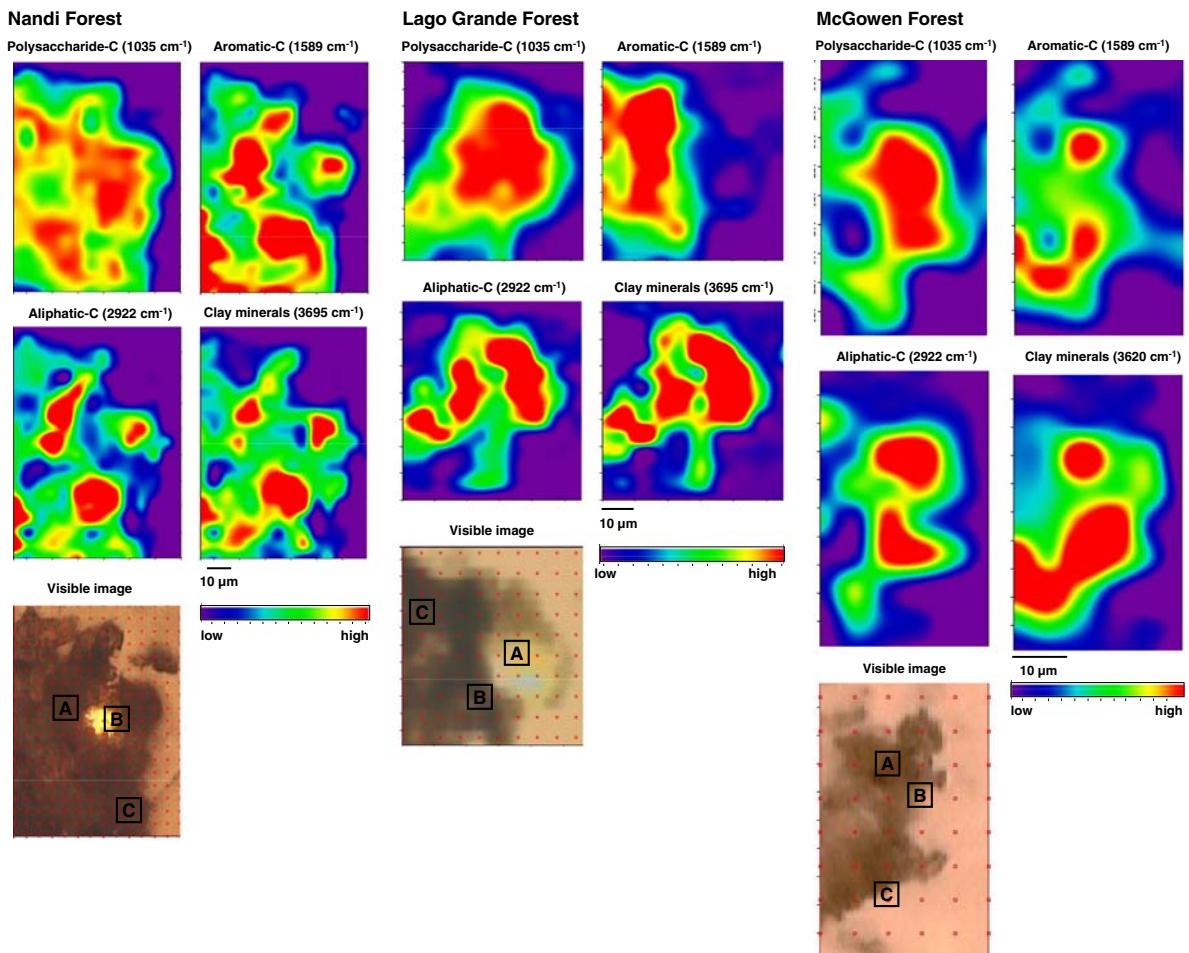 Nandi Forest
Polysaccharide-C (1035 cm⁻¹) Aromatic-C (1589 cm⁻¹)
Aliphatic-C (2922 cm⁻¹) Clay minerals (3695 cm⁻¹)
10 µm
Visible image
low high
A
B
C
Lago Grande Forest
Polysaccharide-C (1035 cm⁻¹) Aromatic-C (1589 cm⁻¹)
Aliphatic-C (2922 cm⁻¹) Clay minerals (3695 cm⁻¹)
10 µm
Visible image
low high
C
A
B
McGowen Forest
Polysaccharide-C (1035 cm⁻¹) Aromatic-C (1589 cm⁻¹)
Aliphatic-C (2922 cm⁻¹) Clay minerals (3620 cm⁻¹)
10 µm
Visible image
low high
A
B
C